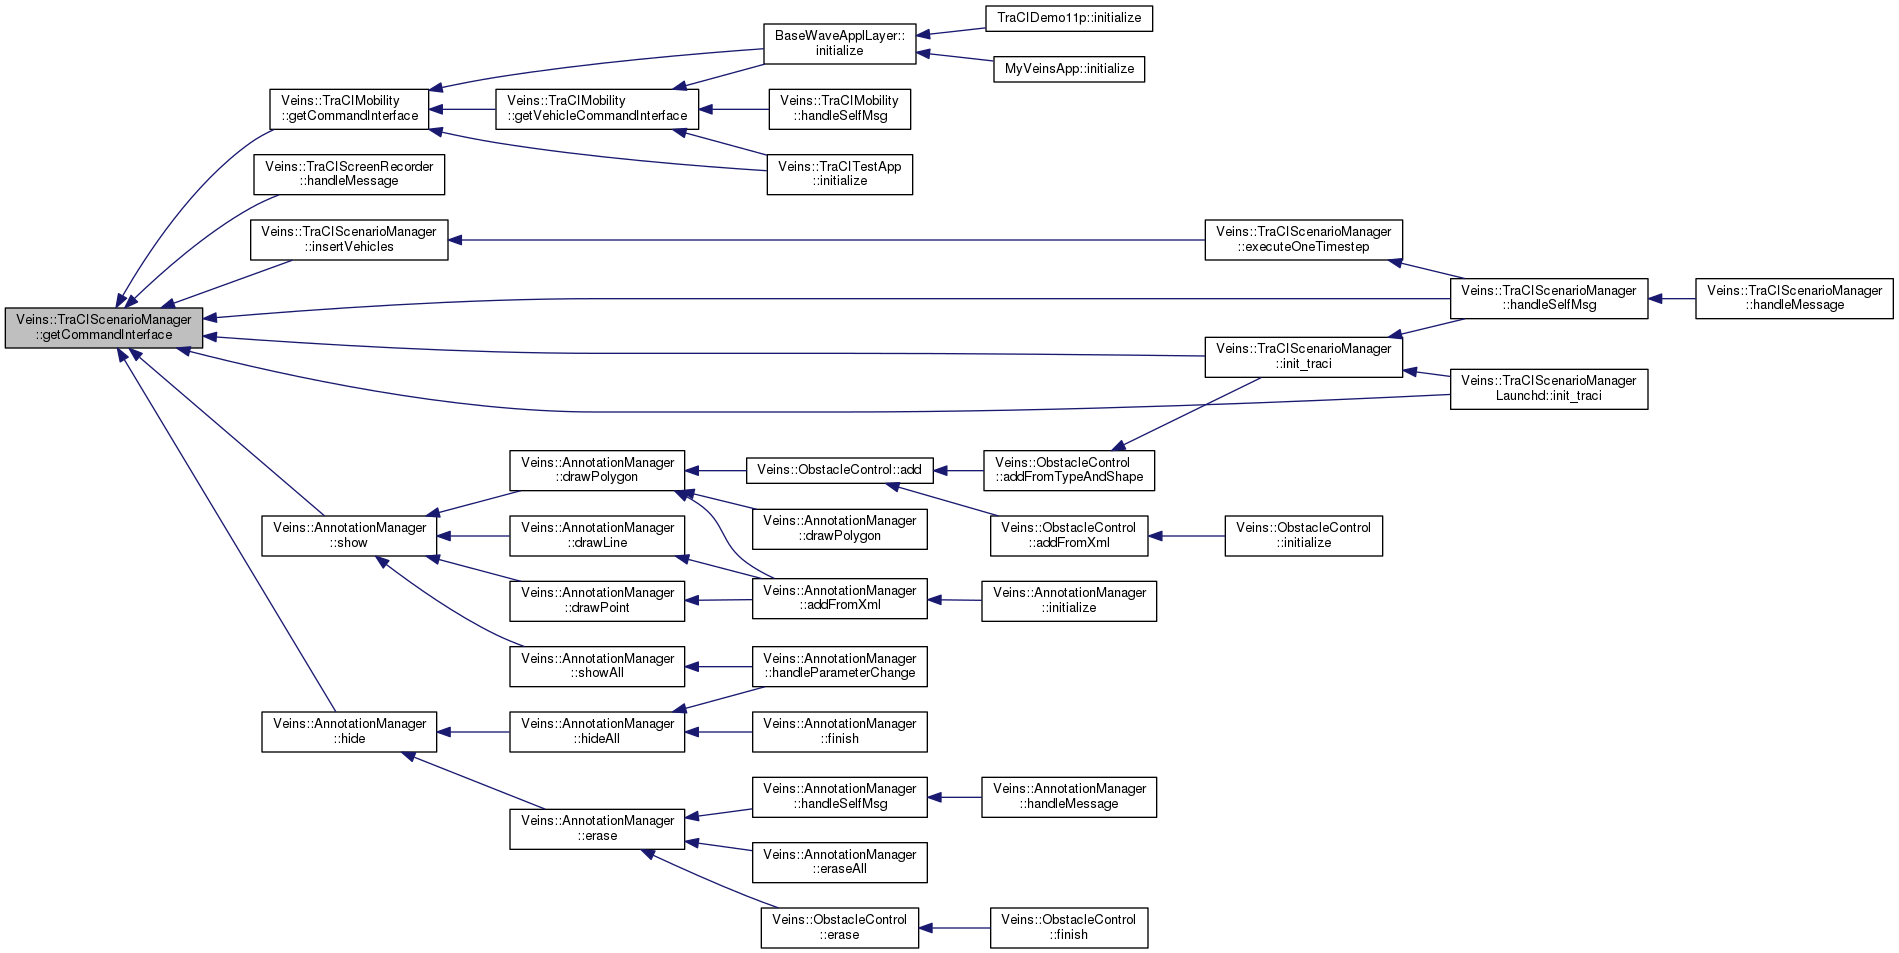 Veins::TraCIScenarioManager
::getCommandInterface
Veins::TraCIMobility
::getCommandInterface
Veins::TraCIMobility
::getVehicleCommandInterface
BaseWaveApplLayer::
initialize
TraCIDemo11p::initialize
MyVeinsApp::initialize
Veins::TraCIMobility
::handleSelfMsg
Veins::TraCITestApp
::initialize
Veins::TraCIScreenRecorder
::handleMessage
Veins::TraCIScenarioManager
::insertVehicles
Veins::TraCIScenarioManager
::executeOneTimestep
Veins::TraCIScenarioManager
::handleSelfMsg
Veins::TraCIScenarioManager
::handleMessage
Veins::TraCIScenarioManager
::init_traci
Veins::TraCIScenarioManager
Launchd::init_traci
Veins::AnnotationManager
::show
Veins::AnnotationManager
::drawPolygon
Veins::ObstacleControl::add
Veins::ObstacleControl
::addFromTypeAndShape
Veins::AnnotationManager
::drawPolygon
Veins::ObstacleControl
::addFromXml
Veins::ObstacleControl
::initialize
Veins::AnnotationManager
::drawLine
Veins::AnnotationManager
::drawPoint
Veins::AnnotationManager
::addFromXml
Veins::AnnotationManager
::initialize
Veins::AnnotationManager
::showAll
Veins::AnnotationManager
::handleParameterChange
Veins::AnnotationManager
::hide
Veins::AnnotationManager
::hideAll
Veins::AnnotationManager
::finish
Veins::AnnotationManager
::erase
Veins::AnnotationManager
::handleSelfMsg
Veins::AnnotationManager
::handleMessage
Veins::AnnotationManager
::eraseAll
Veins::ObstacleControl
::erase
Veins::ObstacleControl
::finish